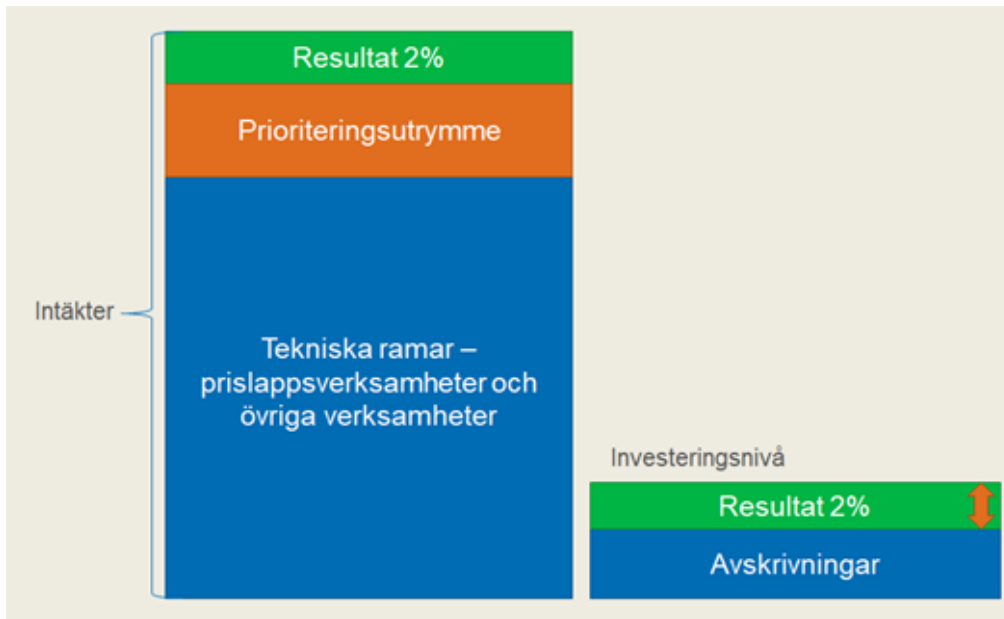 Resultat 2%
Prioriteringsutrymme
Intäkter
Tekniska ramar –
prislappsverksamheter och
övriga verksamheter
Investeringsnivå
Resultat 2%
Avskrivningar